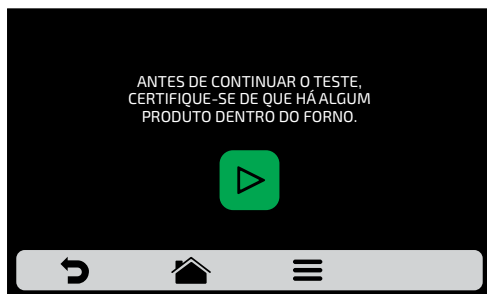 ANTES DE CONTINUAR O TESTE,
CERTIFIQUE-SE DE QUE HÁ ALGUM
PRODUTO DENTRO DO FORNO.